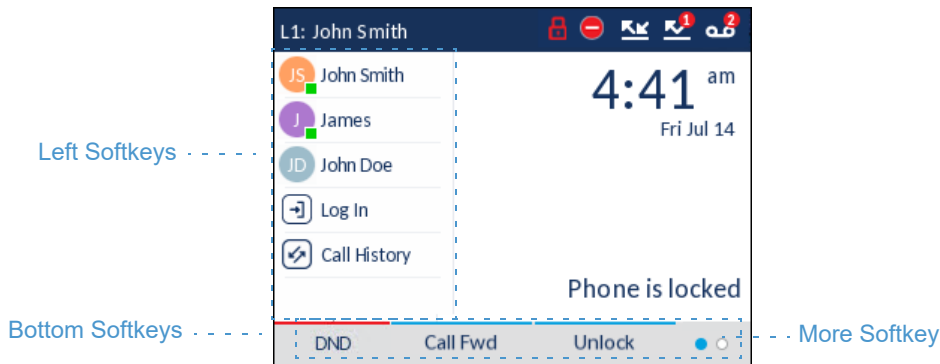 L1: John Smith
1
2
JS John Smith
4:41 am
J James
Fri Jul 14
Left Softkeys
JD John Doe
Log In
Call History
Phone is locked
Bottom Softkeys
DND Call Fwd Unlock
More Softkey